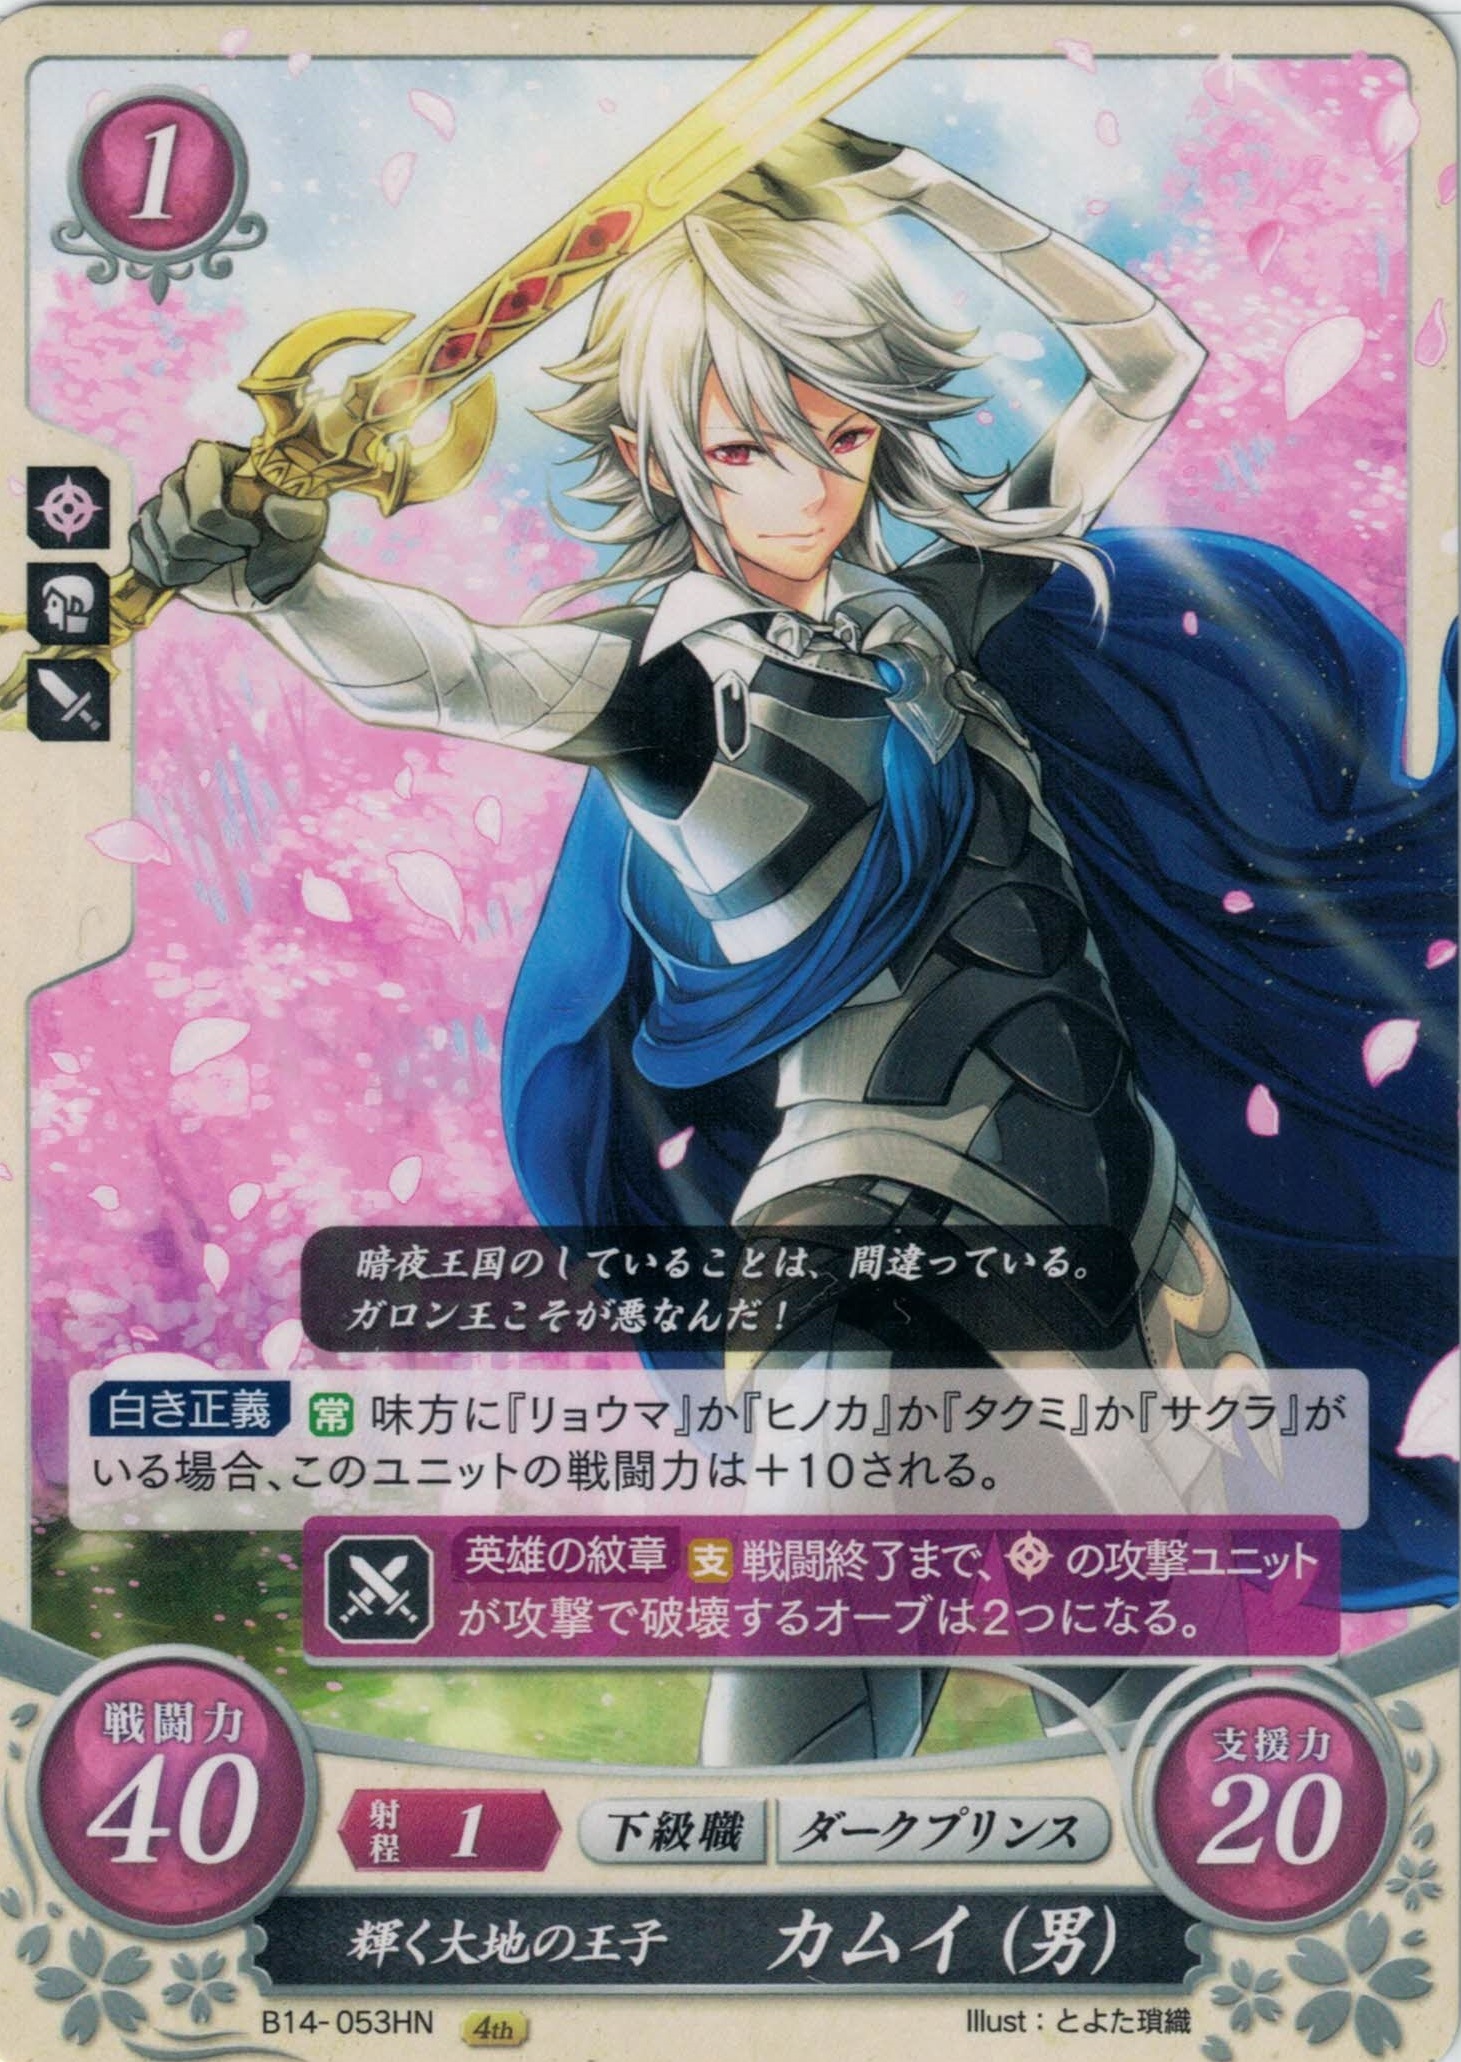 1
暗夜王国のしていることは、間違っている。
ガロン王こそが悪なんだ！
白き正義 常 味方に『リョウマ』か『ヒノカ』か『タクミ』か『サクラ』が
いる場合、このユニットの戦闘力は＋10される。
英雄の紋章 支 戦闘終了まで、の攻撃ユニット
が攻撃で破壊するオーブは2つになる。
戦闘力
40
射程 1
下級職 ダークプリンス
支援力
20
輝く大地の王子 カムイ（男）
B14-053HN 4th
Illust：とよた瑣織